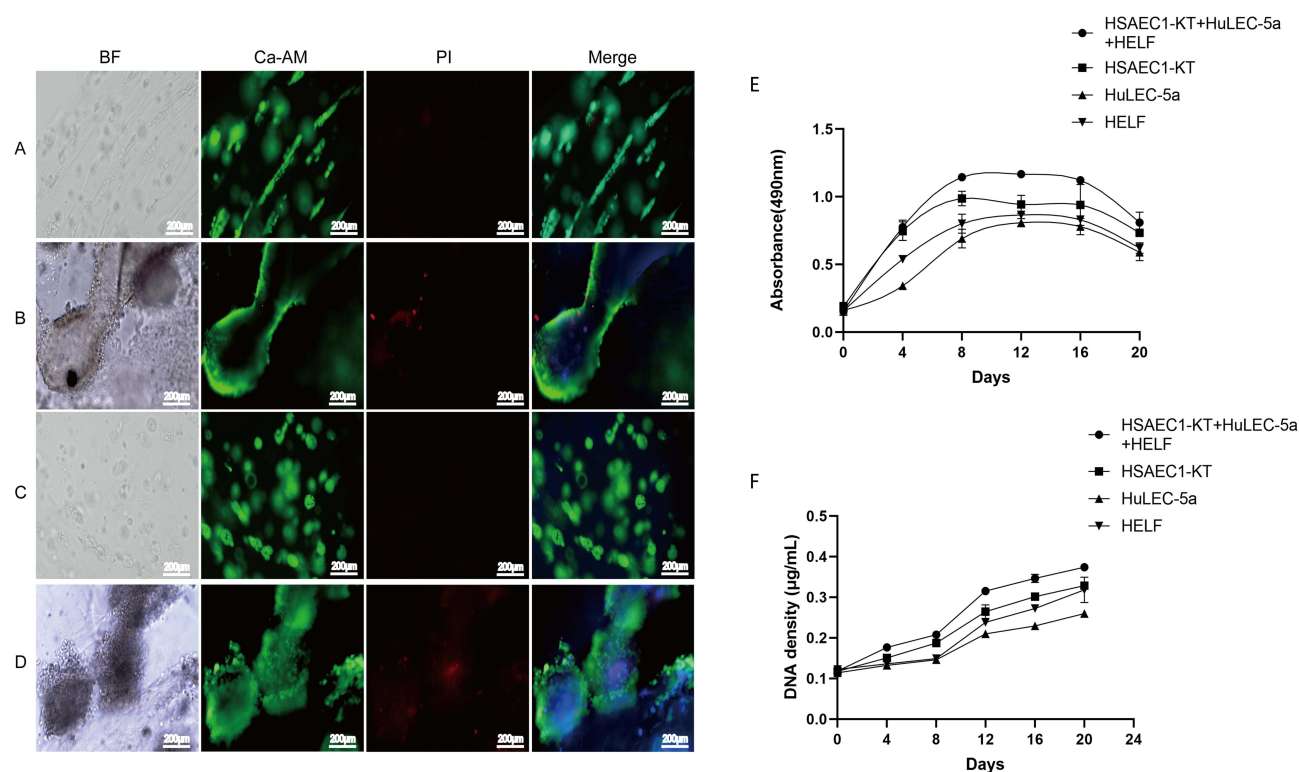 BF Ca-AM PI Merge
A
200μm 200μm 200μm 200μm
B
200μm 200μm 200μm 200μm
C
200μm 200μm 200μm 200μm
D
200μm 200μm 200μm 200μm
E
HSAEC1-KT+HuLEC-5a
+HELF
HSAEC1-KT
HuLEC-5a
HELF
Absorbance(490nm)
1.5
1.0
0.5
0.0
0 4 8 12 16 20
Days
F
HSAEC1-KT+HuLEC-5a
+HELF
HSAEC1-KT
HuLEC-5a
HELF
DNA density (μg/mL)
0.5
0.4
0.3
0.2
0.1
0.0
0 4 8 12 16 20 24
Days